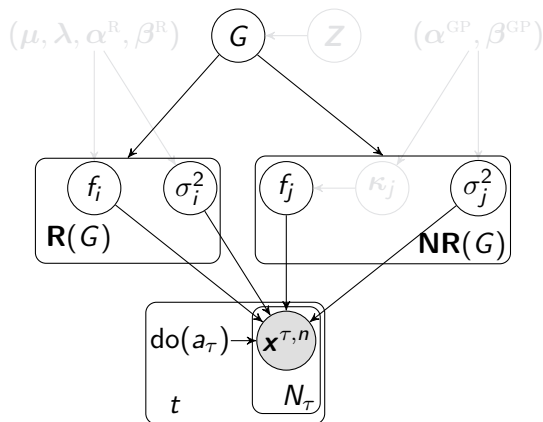 (μ, λ, α^R, β^R) G Z (α^GP, β^GP)
f_i σ_i^2 f_j κ_j σ_j^2
R(G) NR(G)
do(a_τ) x^{τ,n}
t N_τ